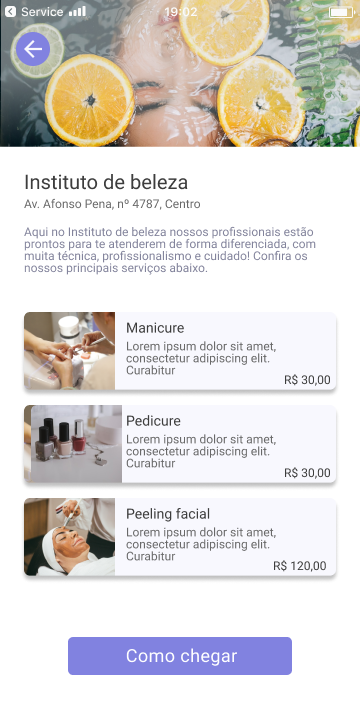 Service
19:02
Instituto de beleza
Av. Afonso Pena, nº 4787, Centro
Aqui no Instituto de beleza nossos profissionais estão
prontos para te atenderem de forma diferenciada, com
muita técnica, profissionalismo e cuidado! Confira os
nossos principais serviços abaixo.
Manicure
Lorem ipsum dolor sit amet,
consectetur adipiscing elit.
Curabitur
R$ 30,00
Pedicure
Lorem ipsum dolor sit amet,
consectetur adipiscing elit.
Curabitur
R$ 30,00
Peeling facial
Lorem ipsum dolor sit amet,
consectetur adipiscing elit.
Curabitur
R$ 120,00
Como chegar